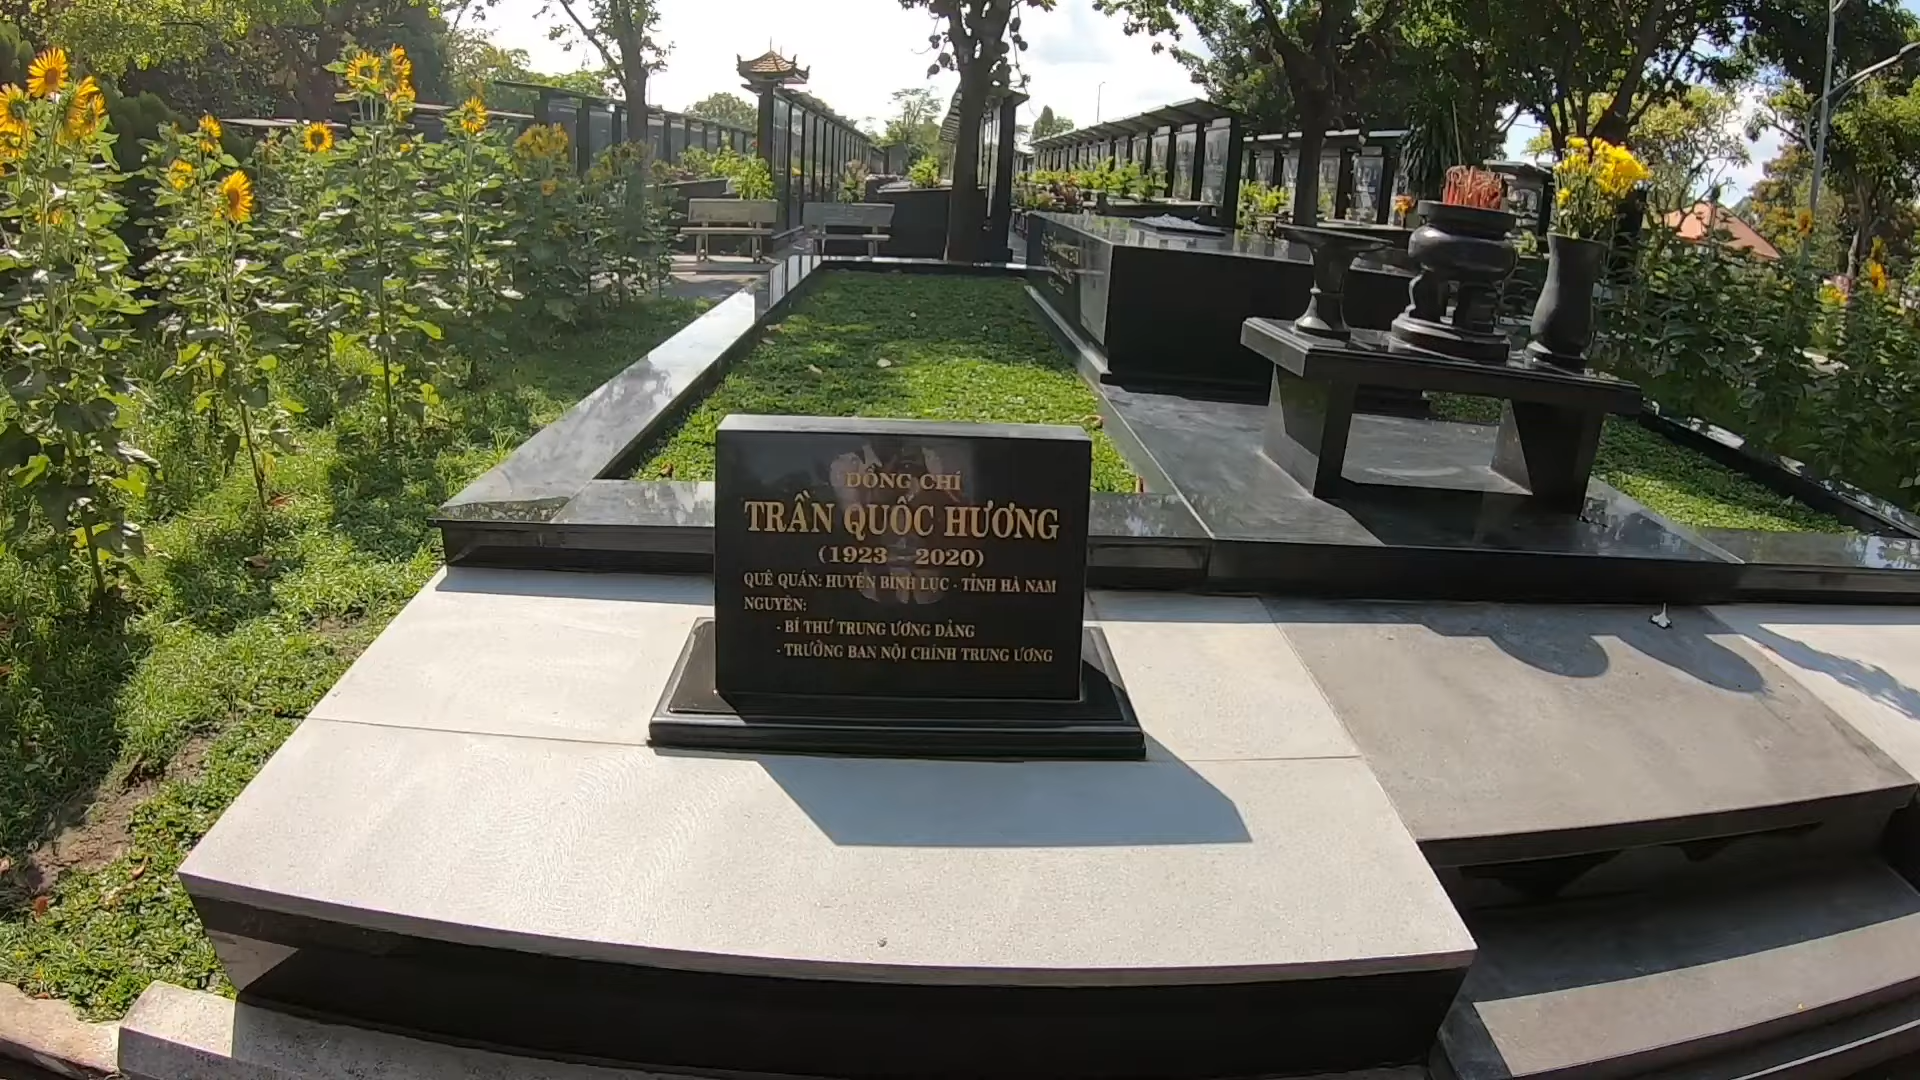 ĐỒNG CHÍ
TRẦN QUỐC HƯƠNG
(1923 - 2020)
QUÊ QUÁN: HUYỆN BÌNH LỤC - TỈNH HÀ NAM
NGUYÊN:
- BÍ THƯ TRUNG ƯƠNG ĐẢNG
- TRƯỞNG BAN NỘI CHÍNH TRUNG ƯƠNG